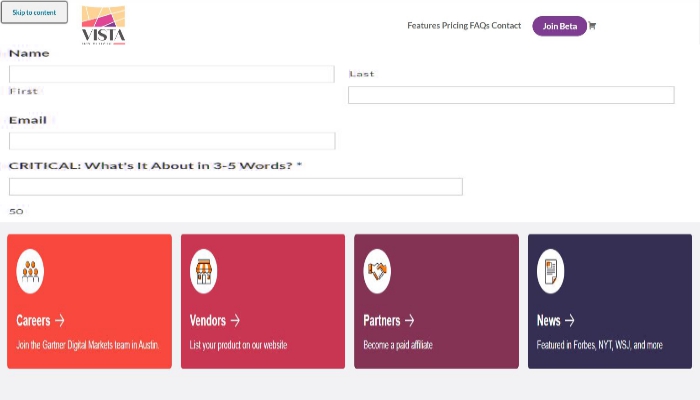 Skip to content
VISTA
Features Pricing FAQs Contact
Join Beta
Name
First
Last
Email
CRITICAL: What's It About in 3-5 Words? *
50
Careers →
Join the Gartner Digital Markets team in Austin.
Vendors →
List your product on our website
Partners →
Become a paid affiliate
News →
Featured in Forbes, NYT, WSJ, and more